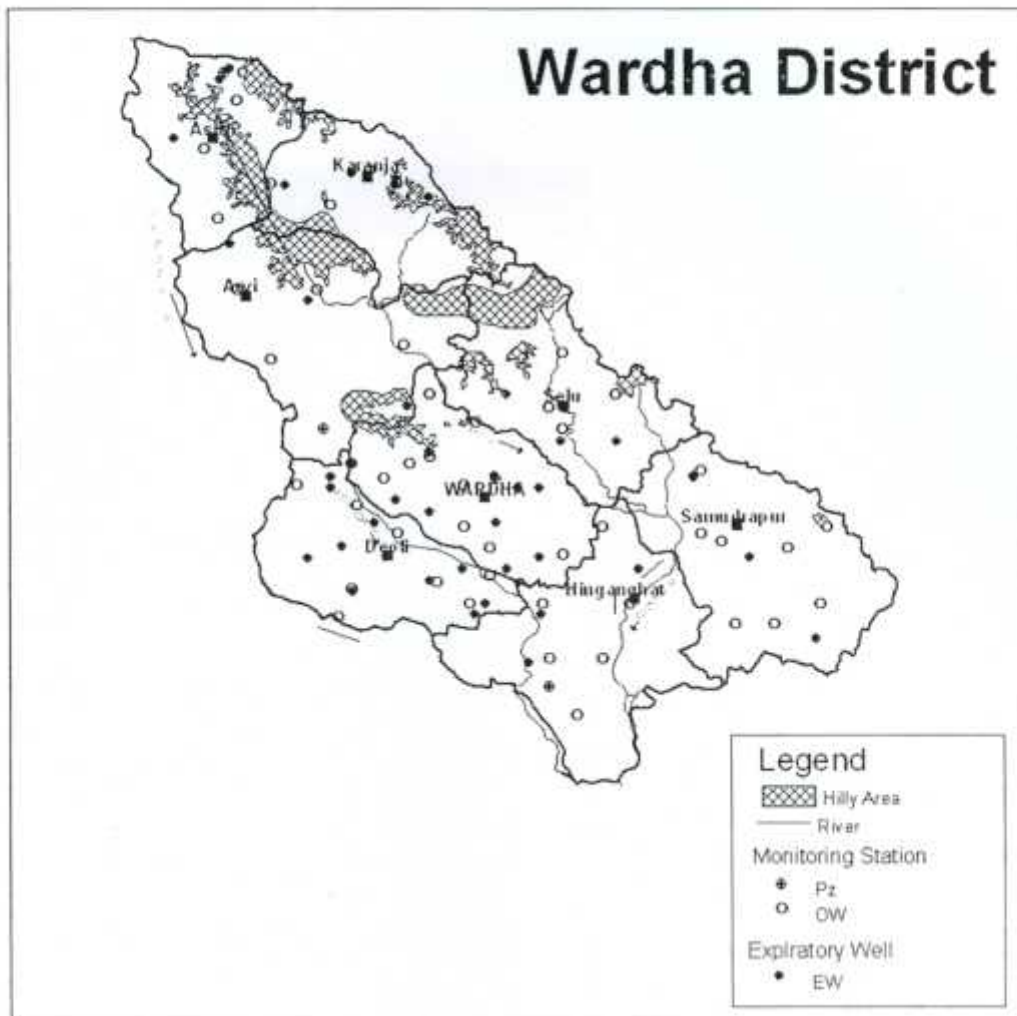 Wardha District
Karanja
Arvi
Selu
WARDHA
Samudrapur
Deoli
Hinganghat
Legend
Hilly Area
River
Monitoring Station
Pz
OW
Explratory Well
EW